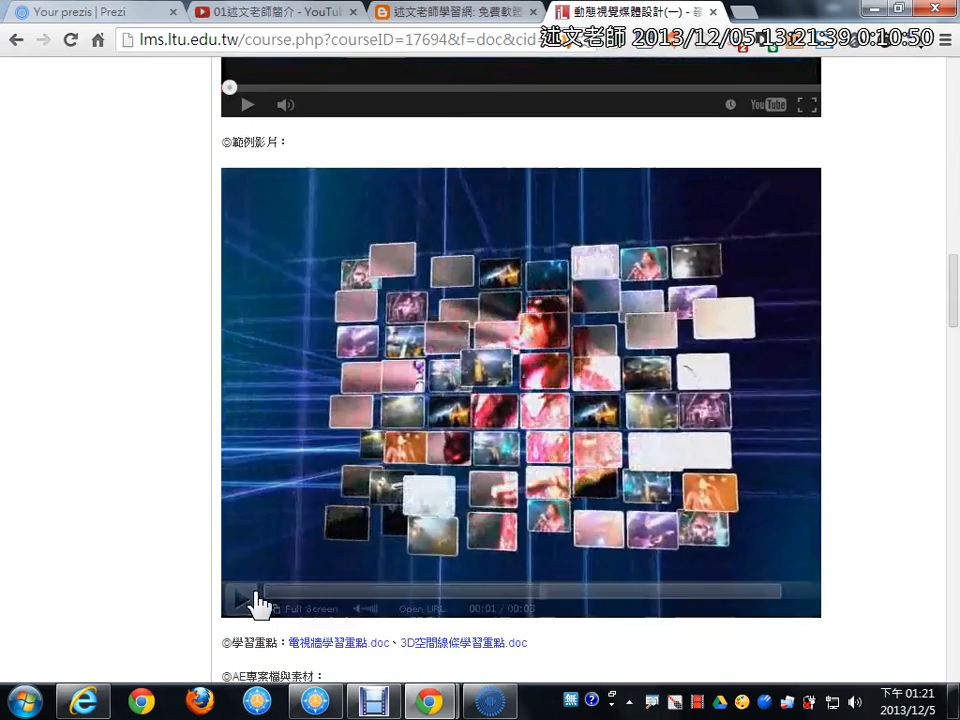 Your prezis | Prezi
01述文老師簡介 - YouTub
述文老師學習網: 免費軟體
動態視覺媒體設計(一) -
lms.ltu.edu.tw/course.php?courseID=17694&f=doc&cid
述文老師 2013/12/05 13:21:39 0:10:50
YouTube
◎範例影片：
Full Screen
Open URL
00:01 / 00:03
◎學習重點：電視牆學習重點.doc、3D空間線條學習重點.doc
◎AE專案檔與素材：
下午 01:21
2013/12/5